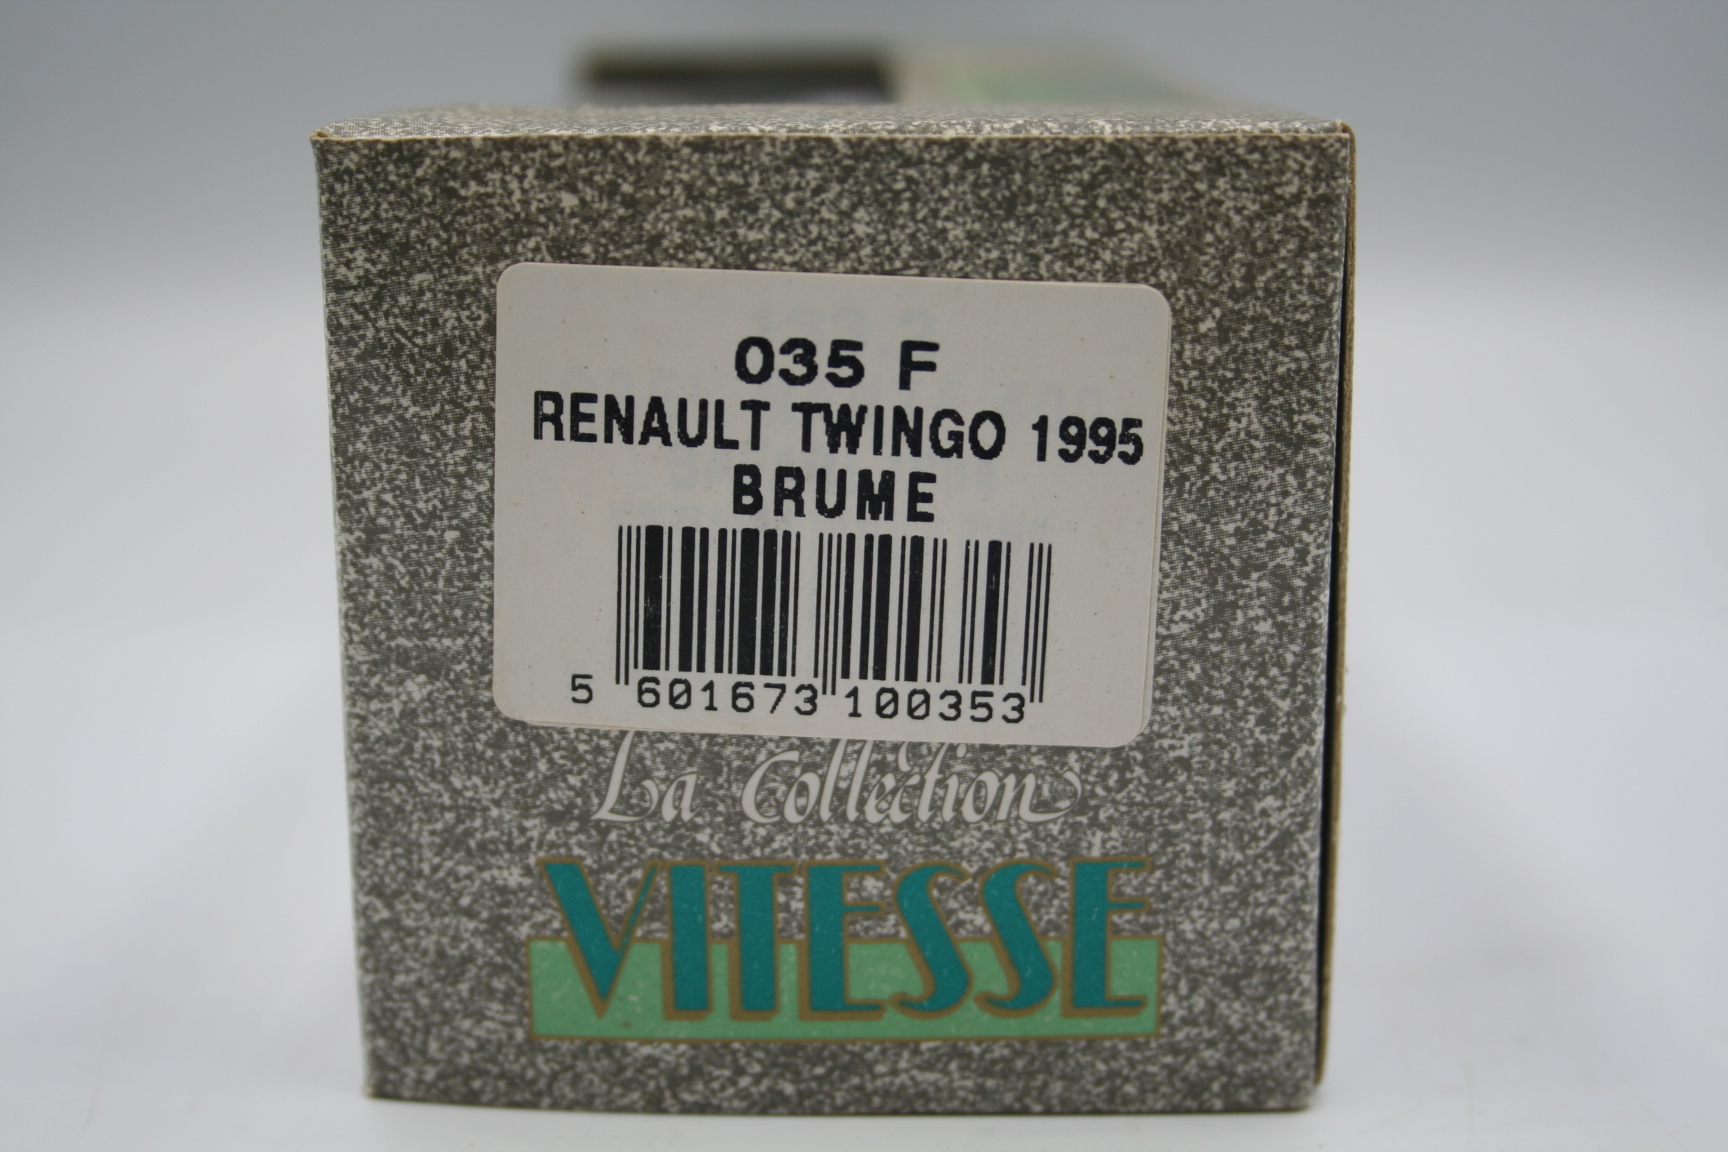 035 F
RENAULT TWINGO 1995
BRUME
5 601673 100353
La Collection
VITESSE